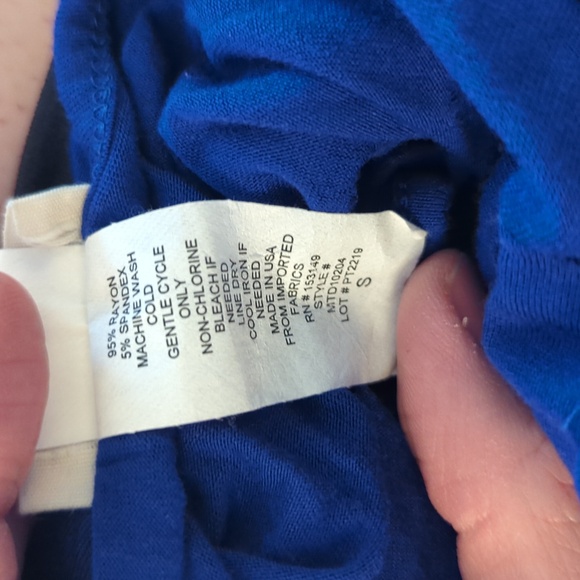 95% RAYON
5% SPANDEX
MACHINE WASH
COLD
GENTLE CYCLE
ONLY
NON-CHLORINE
BLEACH IF
NEEDED
LINE DRY
COOL IRON IF
NEEDED
MADE IN USA
FROM IMPORTED
FABRICS
RN # 153149
STYLE #
MTD10204
LOT # PT2219
S